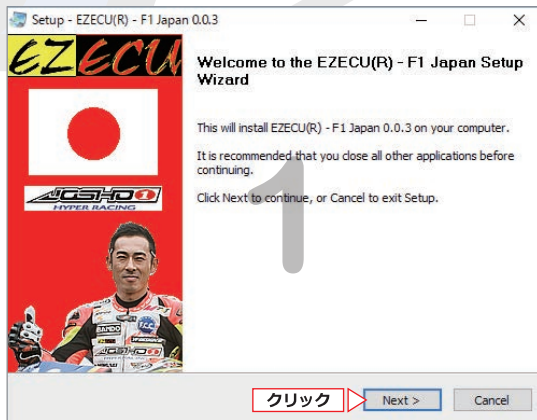 Setup - EZECU(R) - F1 Japan 0.0.3
EZECU
Welcome to the EZECU(R) - F1 Japan Setup
Wizard
This will install EZECU(R) - F1 Japan 0.0.3 on your computer.
It is recommended that you close all other applications before
continuing.
Click Next to continue, or Cancel to exit Setup.
1
JOSHO1
HYPER RACING
BANDO
F.C.C.
JOSHO1
クリック
Next >
Cancel